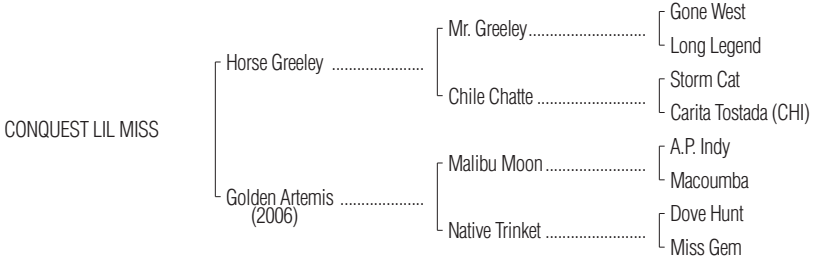 Gone West
Mr. Greeley
Long Legend
Horse Greeley
Storm Cat
Chile Chatte
Carita Tostada (CHI)
CONQUEST LIL MISS
A.P. Indy
Malibu Moon
Macoumba
Golden Artemis
(2006)
Dove Hunt
Native Trinket
Miss Gem